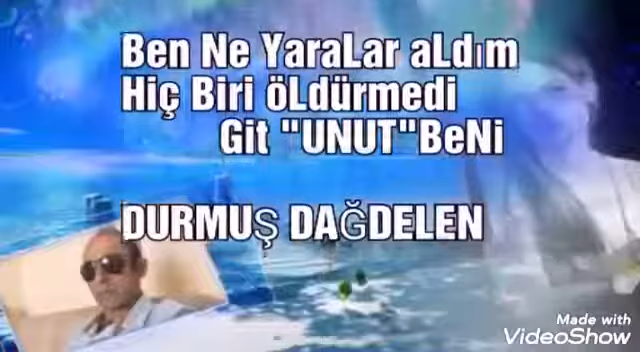 Ben Ne YaraLar aLdım
Hiç Biri öLdürmedi
Git "UNUT"BeNi
DURMUŞ DAĞDELEN
Made with
VideoShow